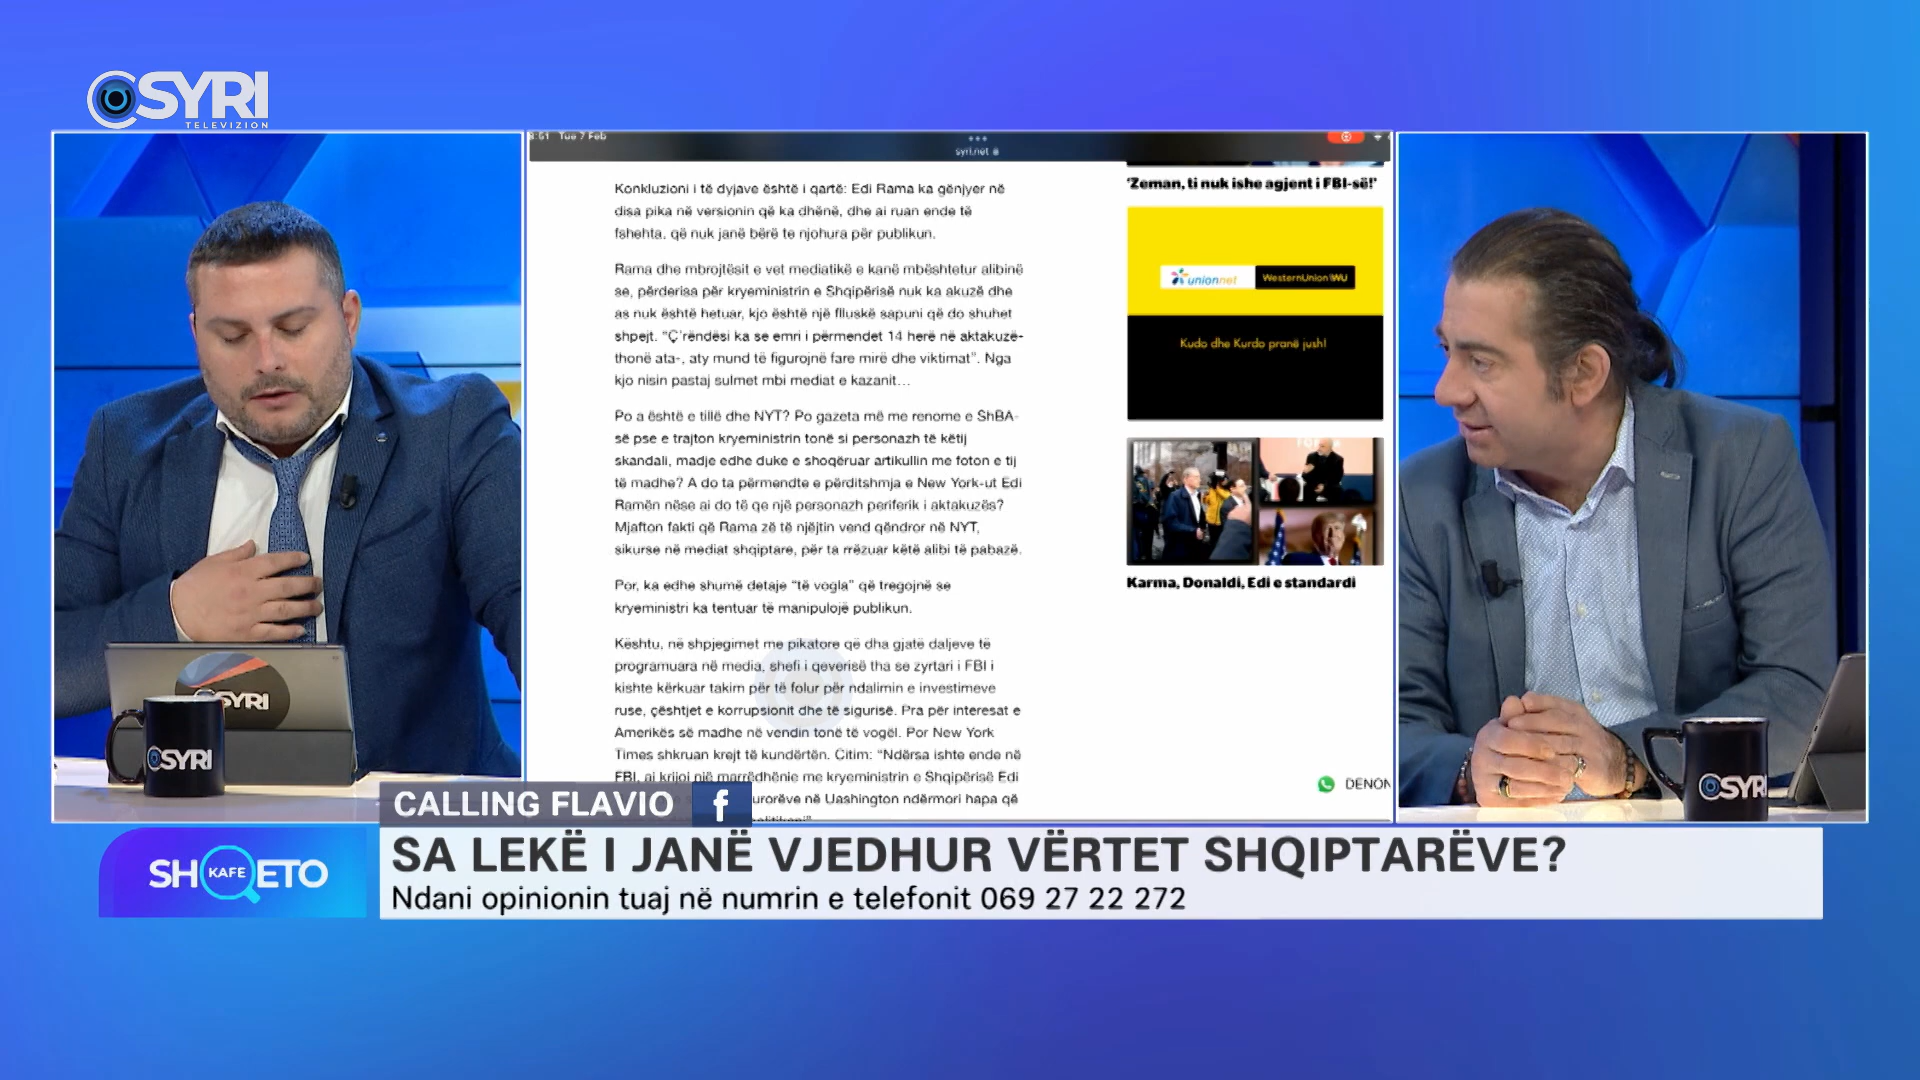 SYRI
TELEVIZION
8:51 Tue 7 Feb
syri.net
Konkluzioni i të dyjave është i qartë: Edi Rama ka gënjyer në
disa pika në versionin që ka dhënë, dhe ai ruan ende të
fshehta, që nuk janë bërë te njohura për publikun.
Rama dhe mbrojtësit e vet mediatikë e kanë mbështetur alibinë
se, përderisa për kryeministrin e Shqipërisë nuk ka akuzë dhe
as nuk është hetuar, kjo është një flluskë sapuni që do shuhet
shpejt. “Ç’rëndësi ka se emri i përmendet 14 herë në aktakuzë-
thonë ata-, aty mund të figurojnë fare mirë dhe viktimat”. Nga
kjo nisin pastaj sulmet mbi mediat e kazanit…
Po a është e tillë dhe NYT? Po gazeta më me renome e ShBA-
së pse e trajton kryeministrin tonë si personazh të këtij
skandali, madje edhe duke e shoqëruar artikullin me foton e tij
të madhe? A do ta përmendte e përditshmja e New York-ut Edi
Ramën nëse ai do të qe një personazh periferik i aktakuzës?
Mjafton fakti që Rama zë të njëjtin vend qëndror në NYT,
sikurse në mediat shqiptare, për ta rrëzuar këtë alibi të pabazë.
Por, ka edhe shumë detaje “të vogla” që tregojnë se
kryeministri ka tentuar të manipulojë publikun.
Kështu, në shpjegimet me pikatore që dha gjatë daljeve të
programuara në media, shefi i qeverisë tha se zyrtari i FBI i
kishte kërkuar takim për të folur për ndalimin e investimeve
ruse, çështjet e korrupsionit dhe të sigurisë. Pra për interesat e
Amerikës së madhe në vendin tonë të vogël. Por New York
Times shkruan krejt të kundërtën. Citim: “Ndërsa ishte ende në
FBI, ai krijoi një marrëdhënie me kryeministrin e Shqipërisë Edi
urorëve në Uashington ndërmori hapa që
'Zeman, ti nuk ishe agjent i FBI-së!'
unionnet WesternUnion WU
Kudo dhe Kurdo pranë jush!
Karma, Donaldi, Edi e standardi
DENON
SYRI
SYRI
SYRI
CALLING FLAVIO f
SHQETO
KAFE
SA LEKË I JANË VJEDHUR VËRTET SHQIPTARËVE?
Ndani opinionin tuaj në numrin e telefonit 069 27 22 272